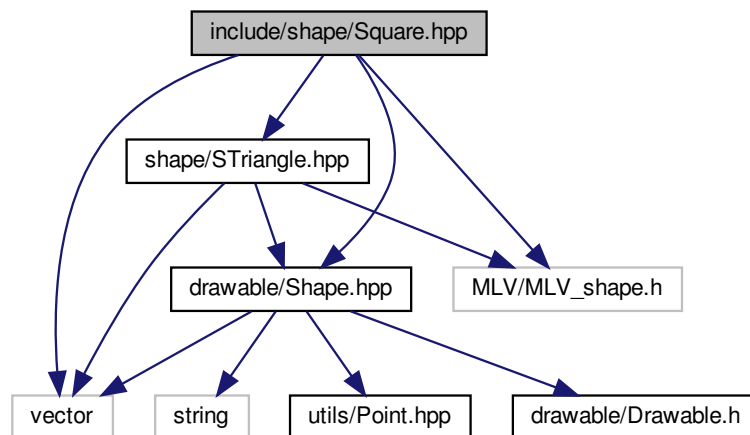 include/shape/Square.hpp
shape/STriangle.hpp
drawable/Shape.hpp
MLV/MLV_shape.h
vector
string
utils/Point.hpp
drawable/Drawable.h